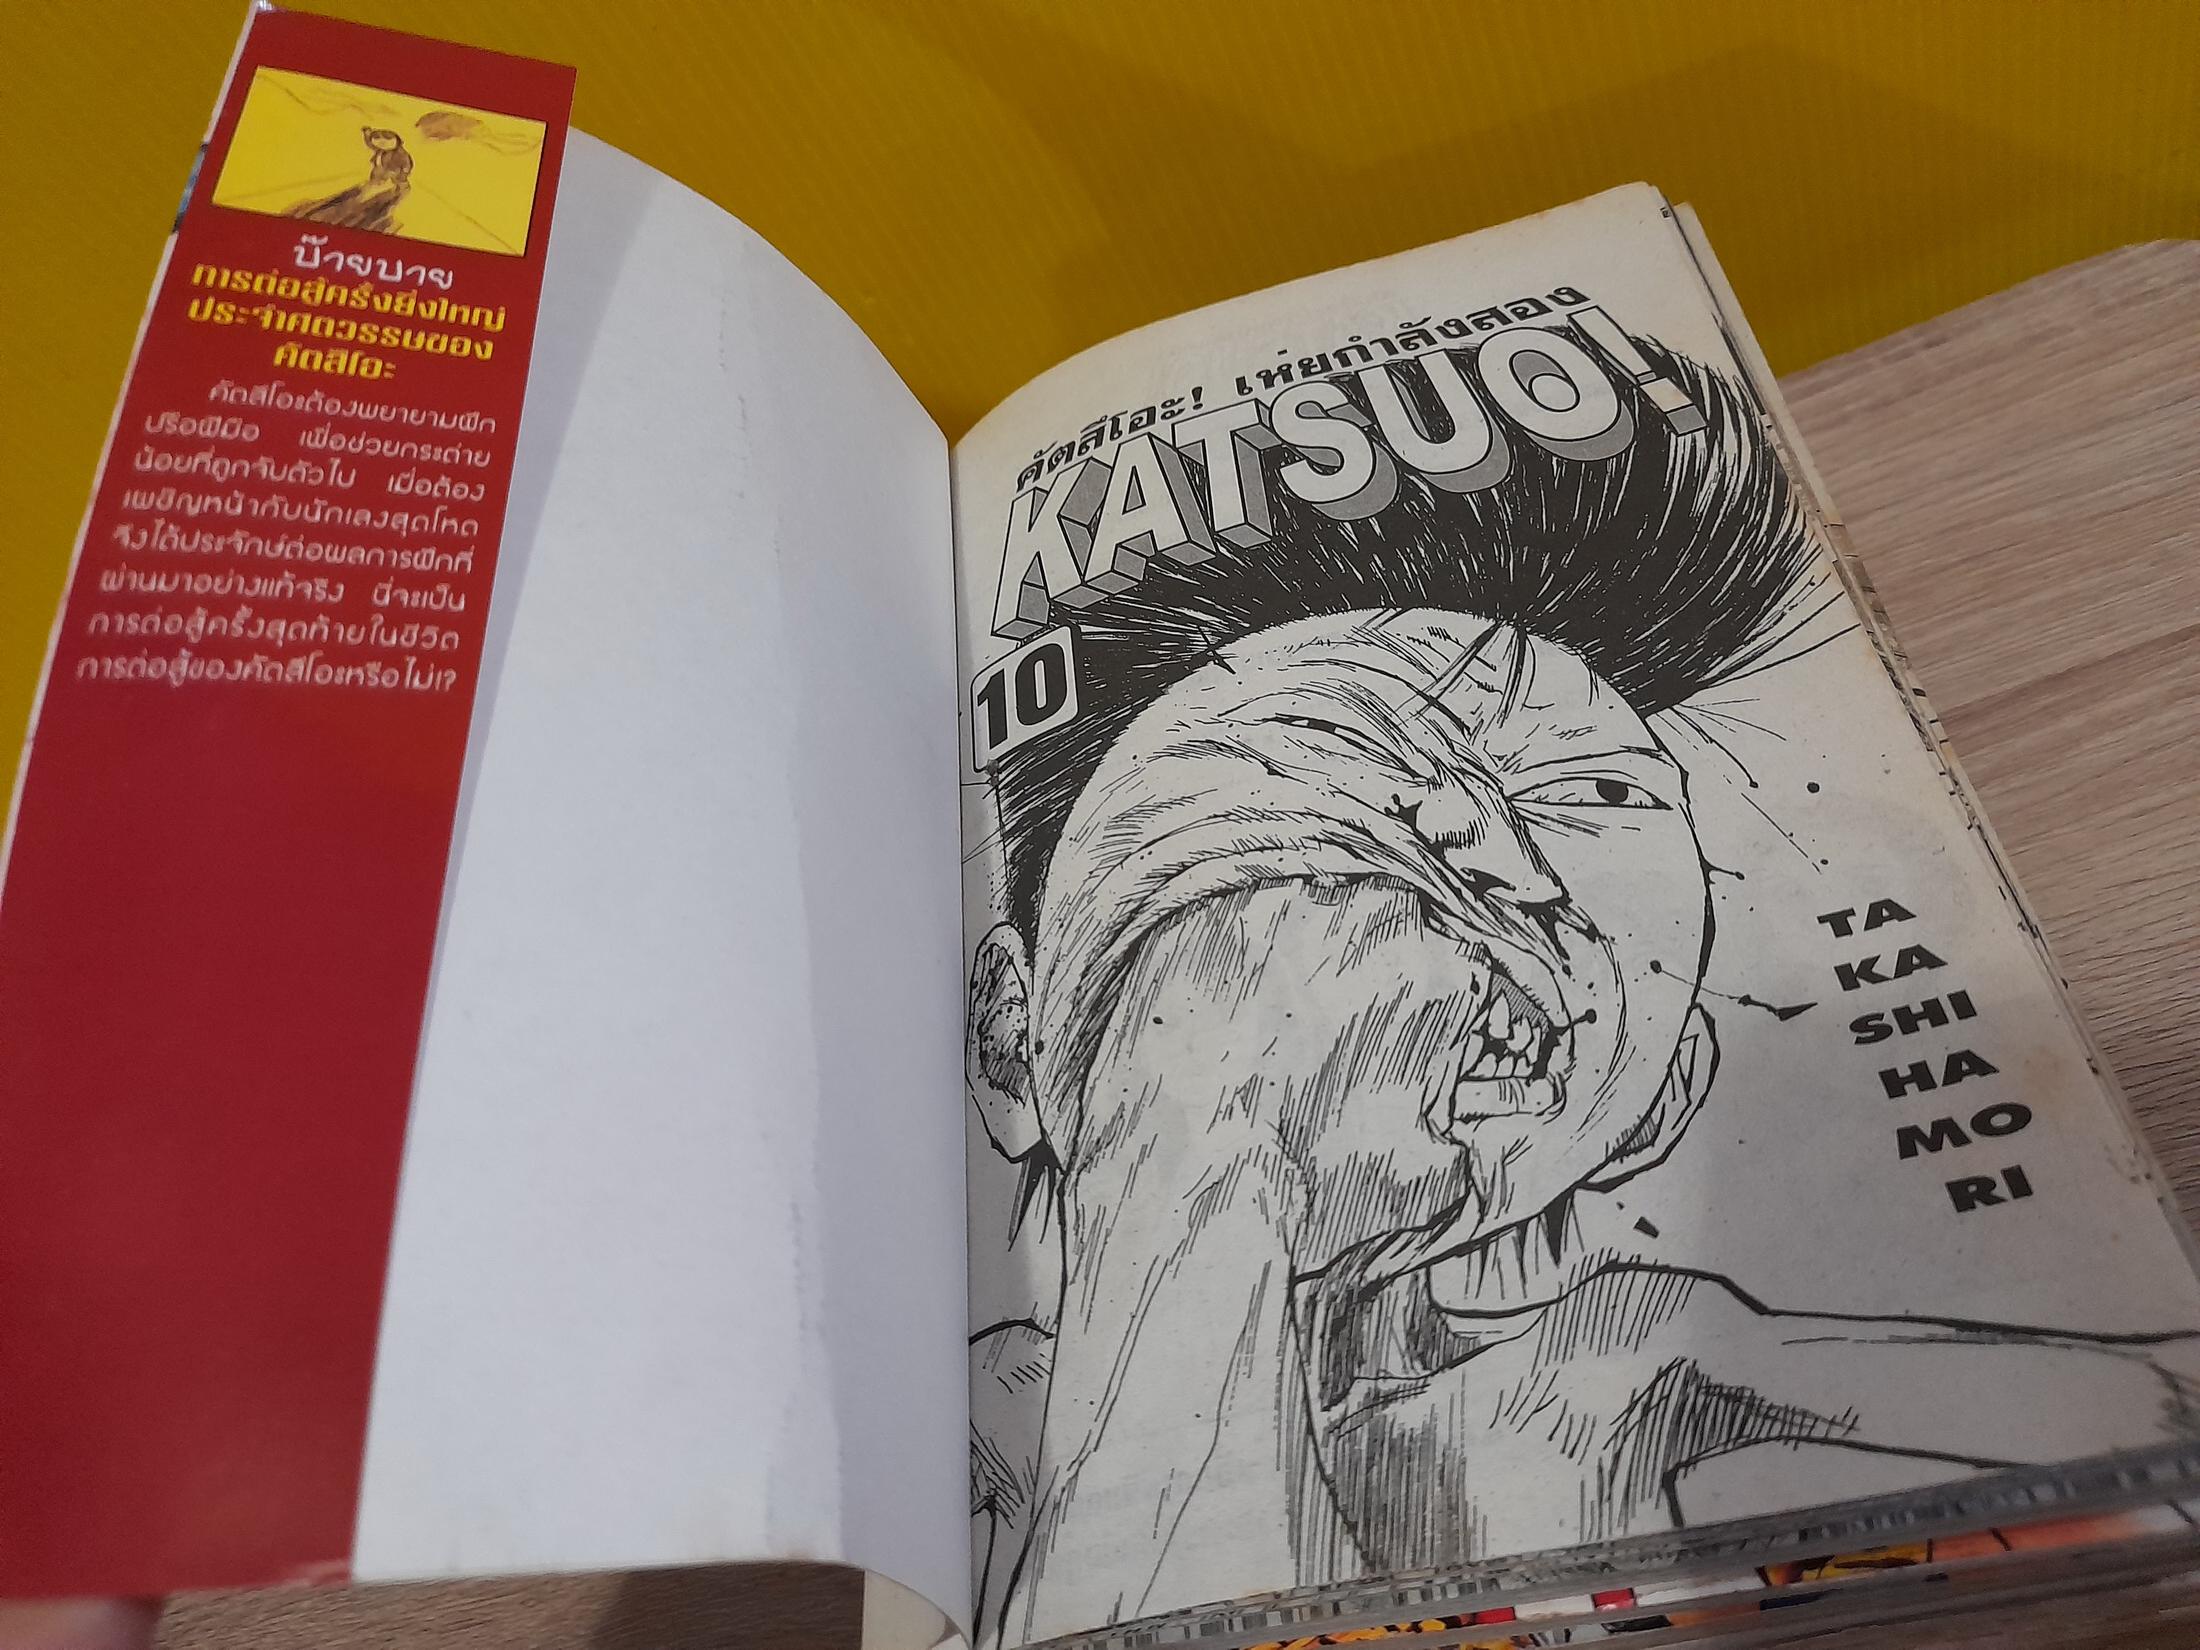 บ๊ายบาย
การต่อสู้ครั้งยิ่งใหญ่
ประจำศตวรรษของ
คัตสึโอะ
คัตสึโอะต้องพยายามฝึก
ปรือฝีมือ เพื่อช่วยกระต่าย
น้อยที่ถูกจับตัวไป เมื่อต้อง
เผชิญหน้ากับนักเลงสุดโหด
จึงได้ประจักษ์ต่อผลการฝึกที่
ผ่านมาอย่างแท้จริง นี่จะเป็น
การต่อสู้ครั้งสุดท้ายในชีวิต
การต่อสู้ของคัตสึโอะหรือไม่!?
คัตสึโอะ! เห่ยกำลังสอง
KATSUO!
10
TA
KA
SHI
HA
MO
RI